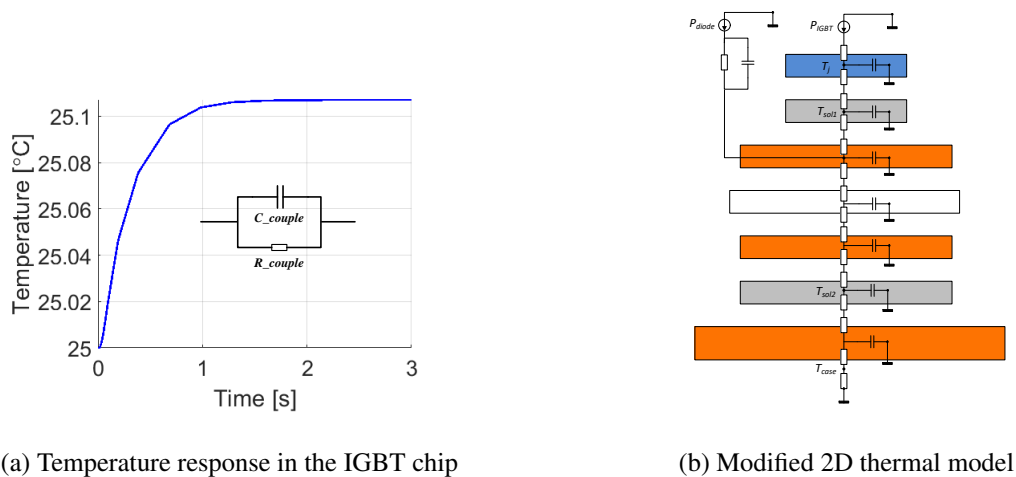 25.1
25.08
25.06
25.04
25.02
25
Temperature [°C]
C_couple
R_couple
0
1
2
3
Time [s]
P_diode
P_IGBT
T_j
T_sol1
T_sol2
T_case
(a) Temperature response in the IGBT chip
(b) Modified 2D thermal model